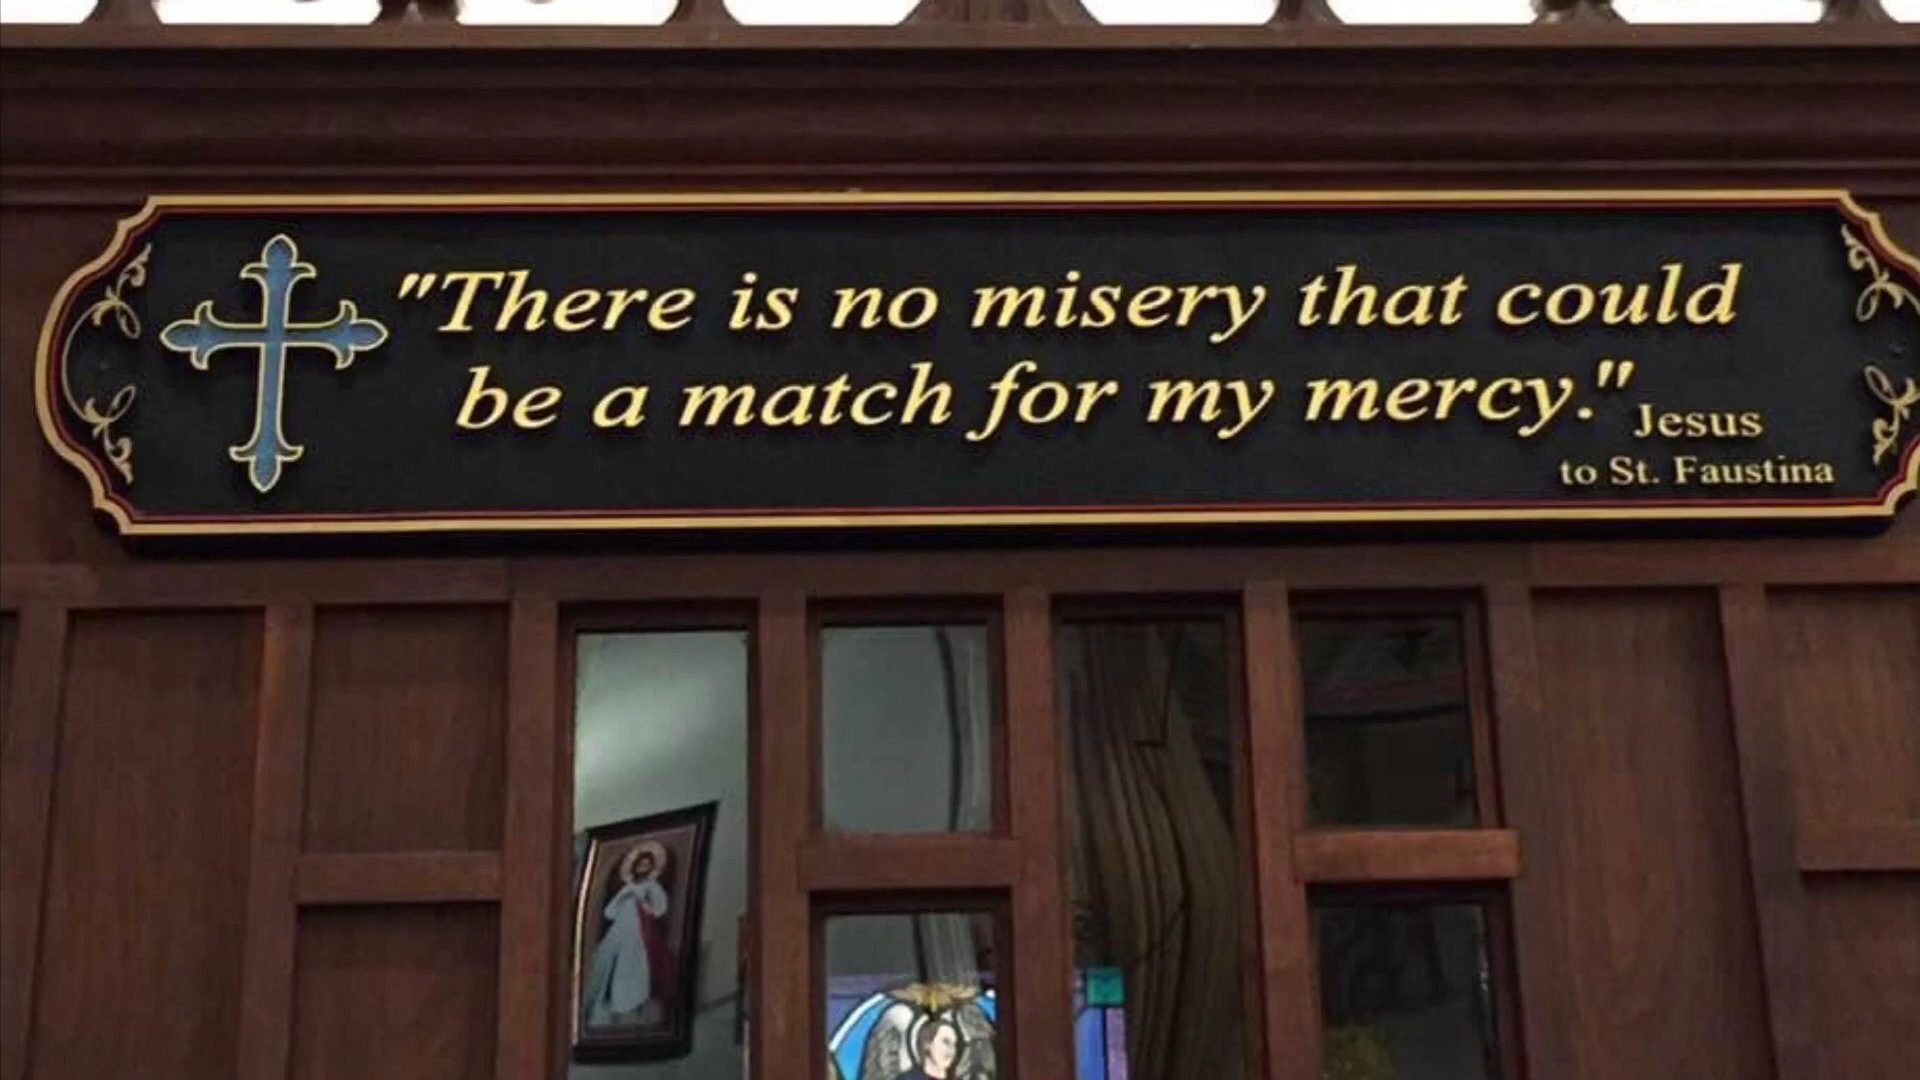 "There is no misery that could
be a match for my mercy."
Jesus
to St. Faustina